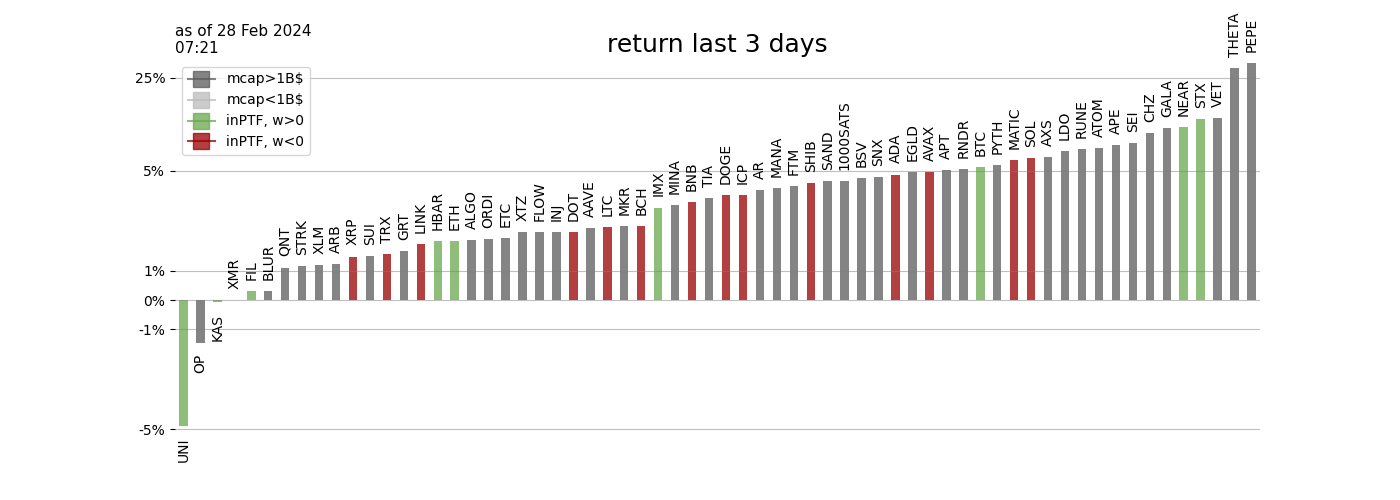 as of 28 Feb 2024
07:21
return last 3 days
mcap>1B$
mcap<1B$
inPTF, w>0
inPTF, w<0
25%
5%
1%
0%
-1%
-5%
UNI
OP
KAS
XMR
FIL
BLUR
QNT
STRK
XLM
ARB
XRP
SUI
TRX
GRT
LINK
HBAR
ETH
ALGO
ORDI
ETC
XTZ
FLOW
INJ
DOT
AAVE
LTC
MKR
BCH
IMX
MINA
BNB
TIA
DOGE
ICP
AR
MANA
FTM
SHIB
SAND
1000SATS
BSV
SNX
ADA
EGLD
AVAX
APT
RNDR
BTC
PYTH
MATIC
SOL
AXS
LDO
RUNE
ATOM
APE
SEI
CHZ
GALA
NEAR
STX
VET
THETA
PEPE